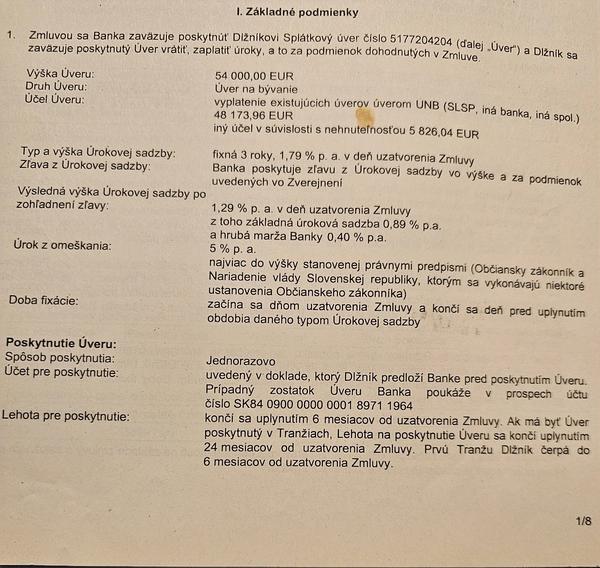 I. Základné podmienky
1. Zmluvou sa Banka zaväzuje poskytnúť Dlžníkovi Splátkový úver číslo 5177204204 (ďalej „Úver") a Dlžník sa
zaväzuje poskytnutý Úver vrátiť, zaplatiť úroky, a to za podmienok dohodnutých v Zmluve.
Výška Úveru: 54 000,00 EUR
Druh Úveru: Úver na bývanie
Účel Úveru: vyplatenie existujúcich úverov úverom UNB (SLSP, iná banka, iná spol.)
48 173,96 EUR
iný účel v súvislosti s nehnuteľnosťou 5 826,04 EUR
Typ a výška Úrokovej sadzby: fixná 3 roky, 1,79 % p. a. v deň uzatvorenia Zmluvy
Zľava z Úrokovej sadzby: Banka poskytuje zľavu z Úrokovej sadzby vo výške a za podmienok
uvedených vo Zverejnení
Výsledná výška Úrokovej sadzby po
zohľadnení zľavy: 1,29 % p. a. v deň uzatvorenia Zmluvy
z toho základná úroková sadzba 0,89 % p.a.
a hrubá marža Banky 0,40 % p.a.
Úrok z omeškania: 5 % p. a.
najviac do výšky stanovenej právnymi predpismi (Občiansky zákonník a
Nariadenie vlády Slovenskej republiky, ktorým sa vykonávajú niektoré
ustanovenia Občianskeho zákonníka)
Doba fixácie: začína sa dňom uzatvorenia Zmluvy a končí sa deň pred uplynutím
obdobia daného typom Úrokovej sadzby
Poskytnutie Úveru:
Spôsob poskytnutia: Jednorazovo
Účet pre poskytnutie: uvedený v doklade, ktorý Dlžník predloží Banke pred poskytnutím Úveru.
Prípadný zostatok Úveru Banka poukáže v prospech účtu
číslo SK84 0900 0000 0001 8971 1964
Lehota pre poskytnutie: končí sa uplynutím 6 mesiacov od uzatvorenia Zmluvy. Ak má byť Úver
poskytnutý v Tranžiach, Lehota na poskytnutie Úveru sa končí uplynutím
24 mesiacov od uzatvorenia Zmluvy. Prvú Tranžu Dlžník čerpá do
6 mesiacov od uzatvorenia Zmluvy.
1/8